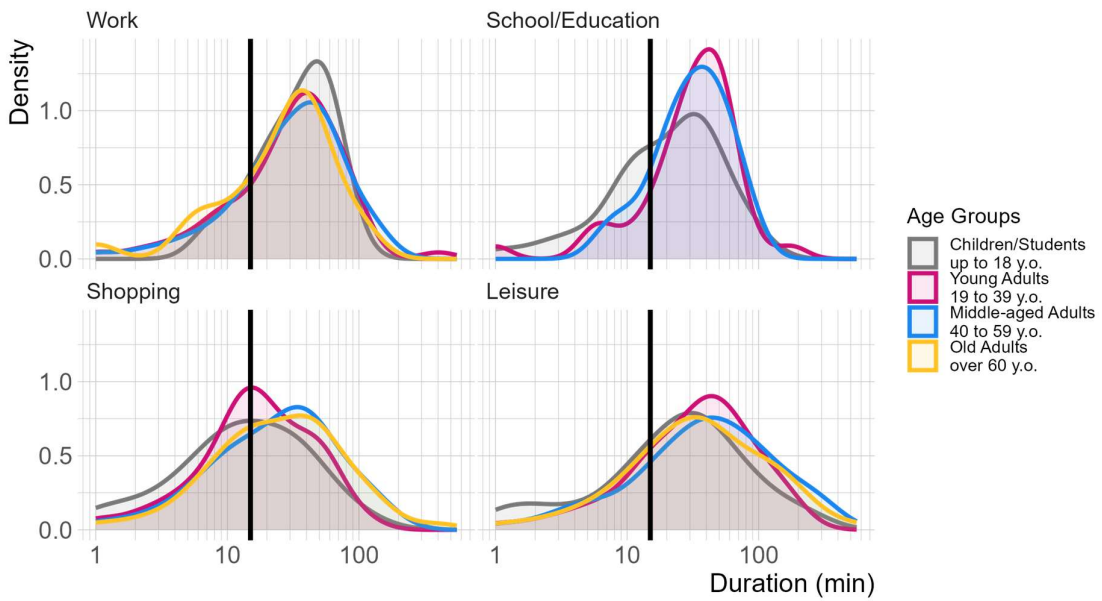 Work
School/Education
Density
1.0
0.5
0.0
Shopping
Leisure
1.0
0.5
0.0
1
10
100
1
10
100
Duration (min)
Age Groups
Children/Students
up to 18 y.o.
Young Adults
19 to 39 y.o.
Middle-aged Adults
40 to 59 y.o.
Old Adults
over 60 y.o.